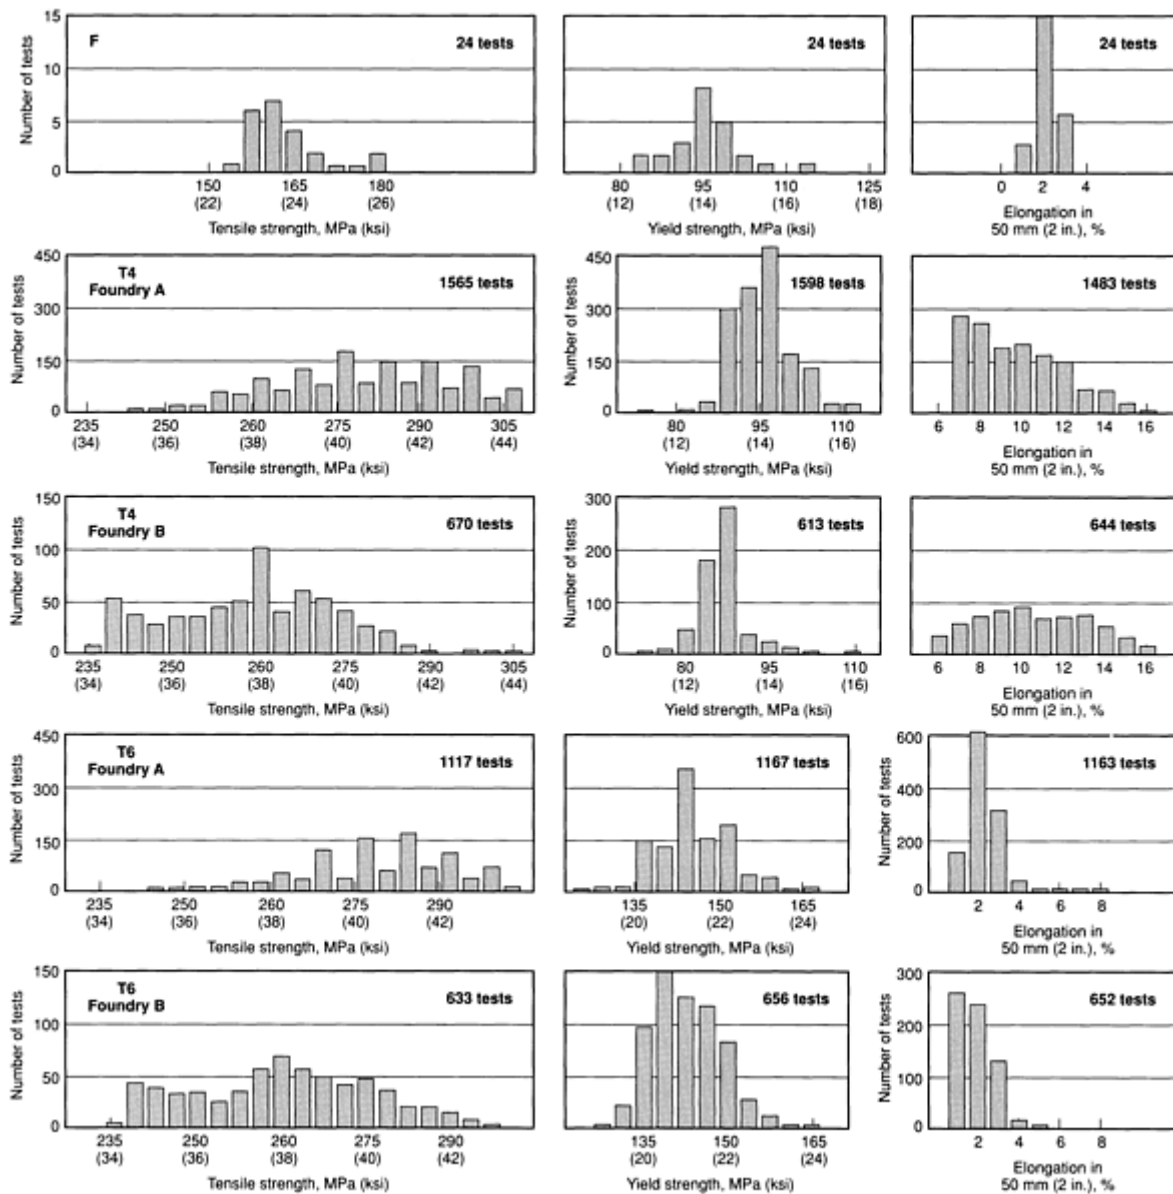 F
24 tests
Number of tests
15
10
5
0
150 165 180
(22) (24) (26)
Tensile strength, MPa (ksi)
24 tests
80 95 110 125
(12) (14) (16) (18)
Yield strength, MPa (ksi)
24 tests
0 2 4
Elongation in
50 mm (2 in.), %
T4
Foundry A
1565 tests
Number of tests
450
300
150
0
235 250 260 275 290 305
(34) (36) (38) (40) (42) (44)
Tensile strength, MPa (ksi)
1598 tests
Number of tests
450
300
150
0
80 95 110
(12) (14) (16)
Yield strength, MPa (ksi)
1483 tests
6 8 10 12 14 16
Elongation in
50 mm (2 in.), %
T4
Foundry B
670 tests
Number of tests
150
100
50
0
235 250 260 275 290 305
(34) (36) (38) (40) (42) (44)
Tensile strength, MPa (ksi)
613 tests
Number of tests
300
200
100
0
80 95 110
(12) (14) (16)
Yield strength, MPa (ksi)
644 tests
6 8 10 12 14 16
Elongation in
50 mm (2 in.), %
T6
Foundry A
1117 tests
Number of tests
450
300
150
0
235 250 260 275 290
(34) (36) (38) (40) (42)
Tensile strength, MPa (ksi)
1167 tests
135 150 165
(20) (22) (24)
Yield strength, MPa (ksi)
1163 tests
Number of tests
600
400
200
0
2 4 6 8
Elongation in
50 mm (2 in.), %
T6
Foundry B
633 tests
Number of tests
150
100
50
0
235 250 260 275 290
(34) (36) (38) (40) (42)
Tensile strength, MPa (ksi)
656 tests
135 150 165
(20) (22) (24)
Yield strength, MPa (ksi)
652 tests
Number of tests
300
200
100
0
2 4 6 8
Elongation in
50 mm (2 in.), %